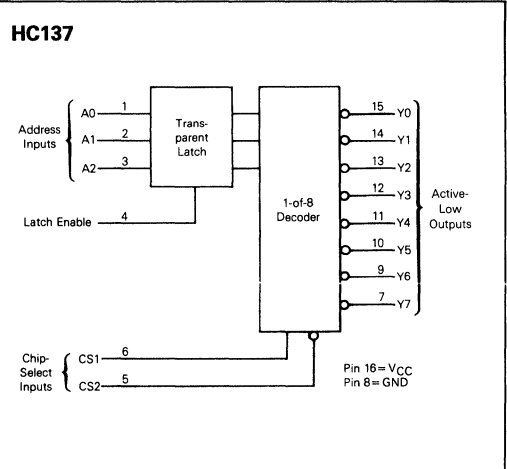 HC137
Address
Inputs
A0 1
A1 2
A2 3
Trans-
parent
Latch
Latch Enable 4
1-of-8
Decoder
15 Y0
14 Y1
13 Y2
12 Y3
11 Y4
10 Y5
9 Y6
7 Y7
Active-
Low
Outputs
Chip-
Select
Inputs
CS1 6
CS2 5
Pin 16 = VCC
Pin 8 = GND